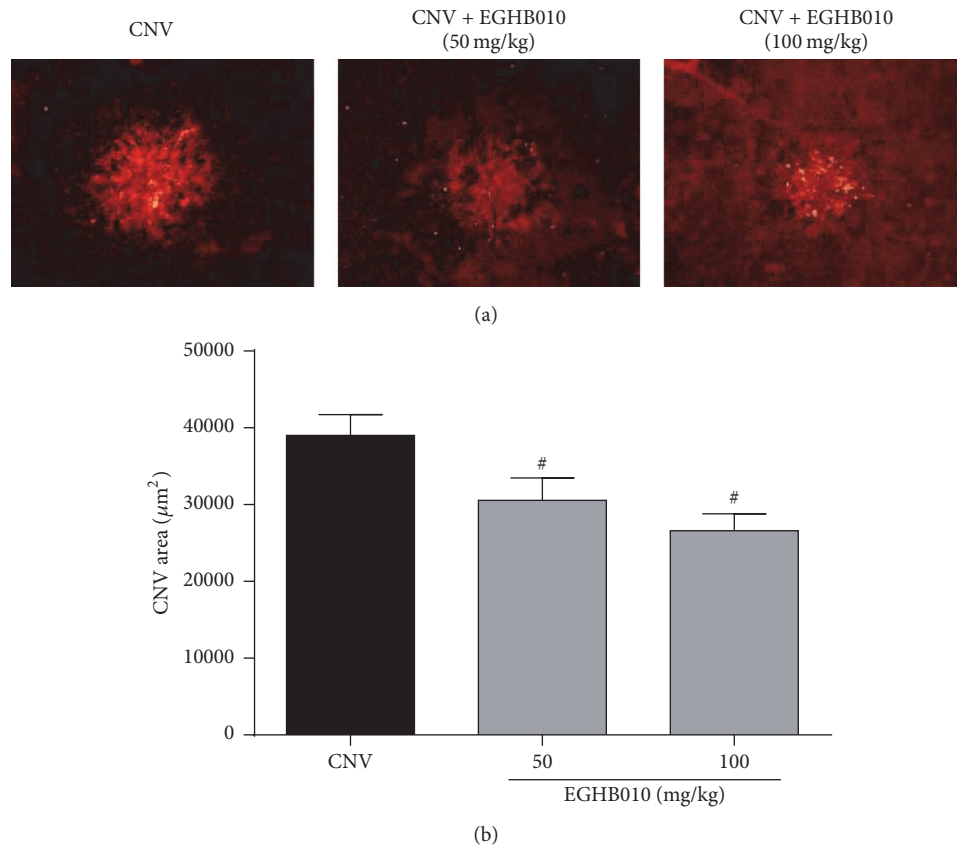 CNV
CNV + EGHB010
(50 mg/kg)
CNV + EGHB010
(100 mg/kg)
(a)
CNV area (μm²)
50000
40000
30000
20000
10000
0
#
#
CNV
50
100
EGHB010 (mg/kg)
(b)